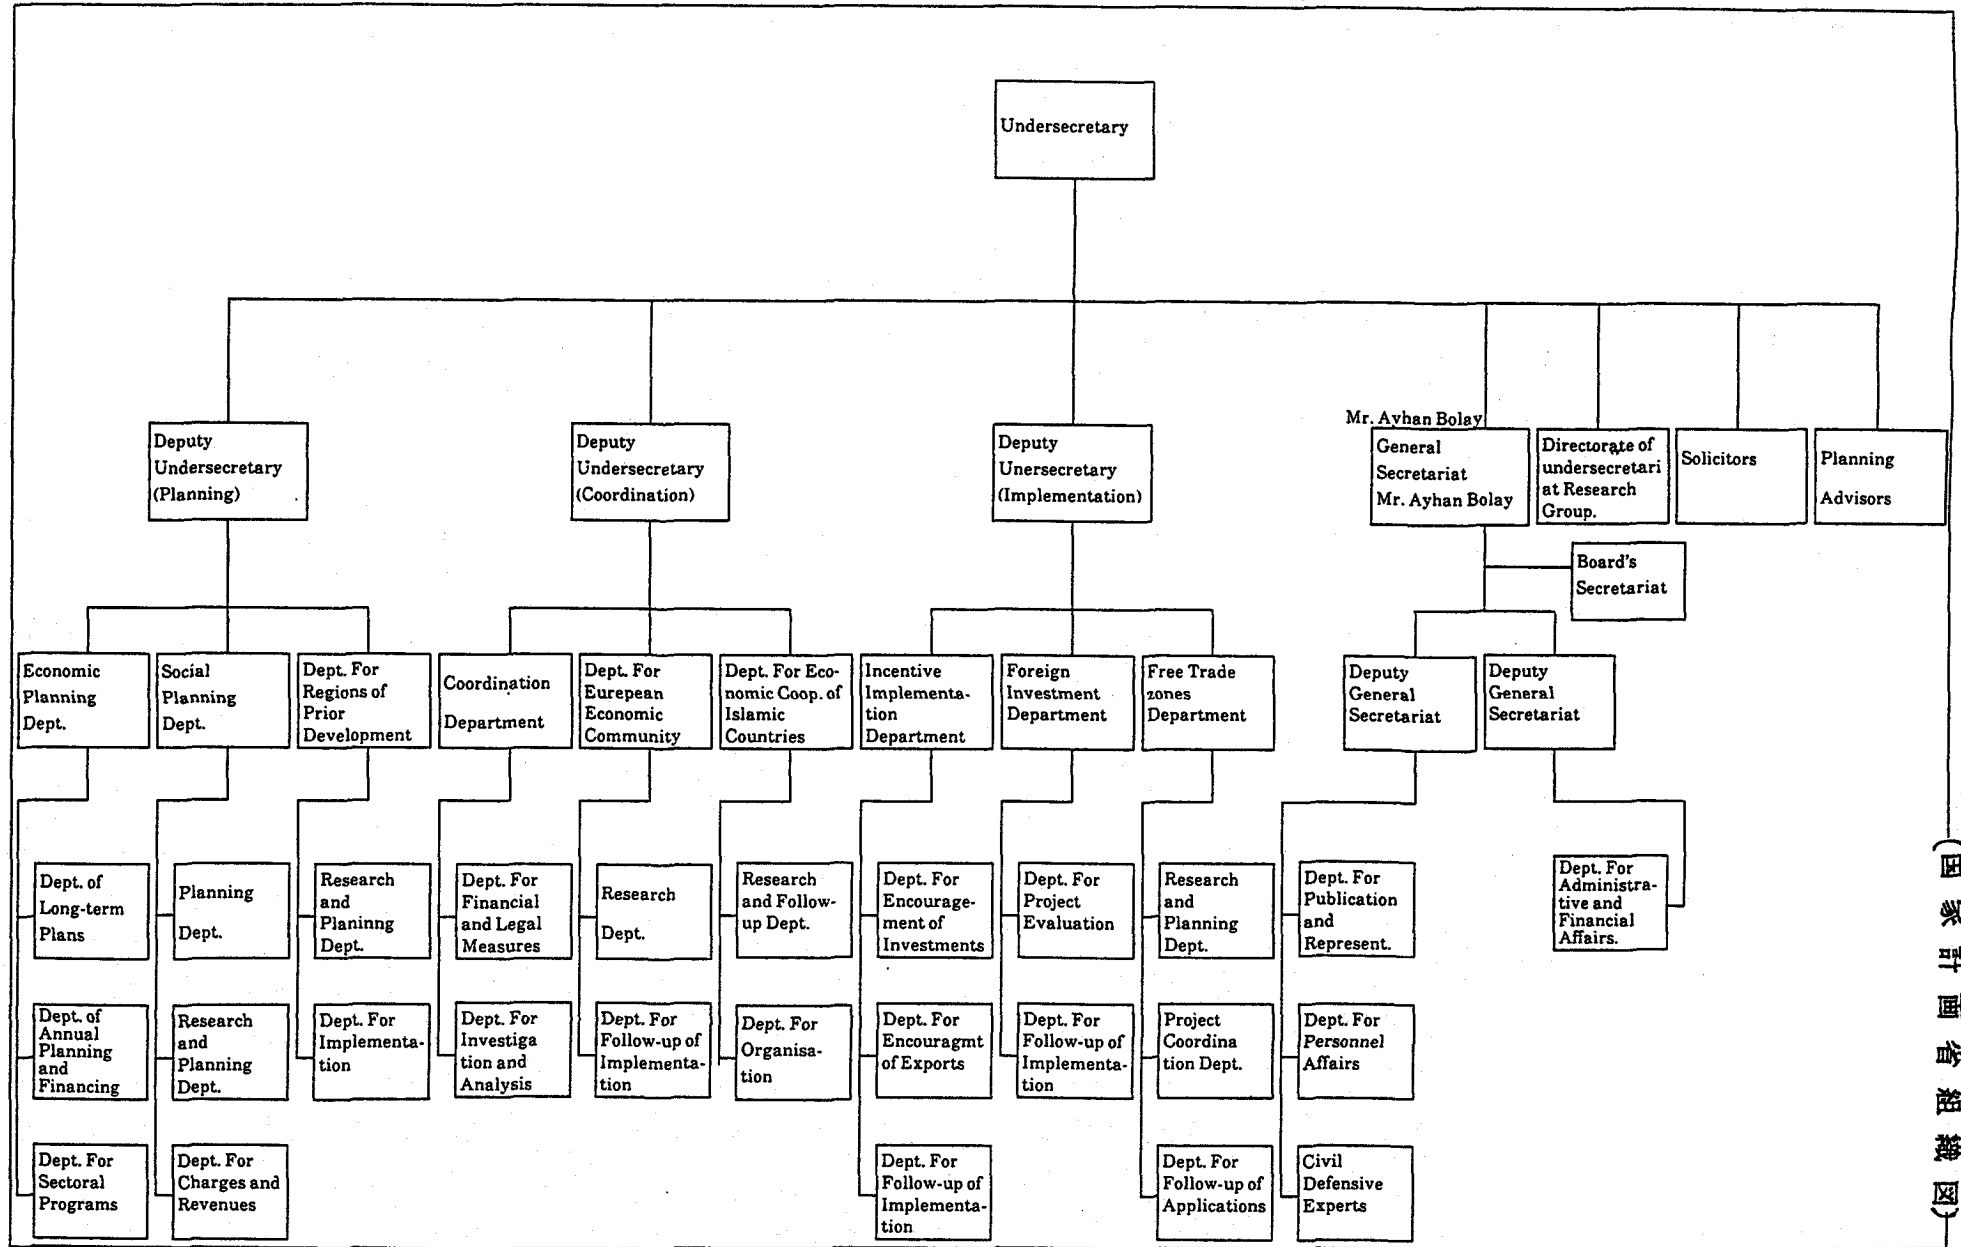 Undersecretary
Deputy
Undersecretary
(Planning)
Deputy
Undersecretary
(Coordination)
Deputy
Unersecretary
(Implementation)
Mr. Ayhan Bolay
General
Secretariat
Mr. Ayhan Bolay
Directorate of
undersecretari
at Research
Group.
Solicitors
Planning
Advisors
Board's
Secretariat
Economic
Planning
Dept.
Social
Planning
Dept.
Dept. For
Regions of
Prior
Development
Coordination
Department
Dept. For
Eurepean
Economic
Community
Dept. For Eco-
nomic Coop. of
Islamic
Countries
Incentive
Implementa-
tion
Department
Foreign
Investment
Department
Free Trade
zones
Department
Deputy
General
Secretariat
Deputy
General
Secretariat
Dept. of
Long-term
Plans
Planning
Dept.
Research
and
Planinng
Dept.
Dept. For
Financial
and Legal
Measures
Research
Dept.
Research
and Follow-
up Dept.
Dept. For
Encourage-
ment of
Investments
Dept. For
Project
Evaluation
Research
and
Planning
Dept.
Dept. For
Publication
and
Represent.
Dept. For
Administra-
tive and
Financial
Affairs.
Dept. of
Annual
Planning
and
Financing
Research
and
Planning
Dept.
Dept. For
Implementa-
tion
Dept. For
Investiga
tion and
Analysis
Dept. For
Follow-up of
Implementa-
tion
Dept. For
Organisa-
tion
Dept. For
Encouragmt
of Exports
Dept. For
Follow-up of
Implementa-
tion
Project
Coordina
tion Dept.
Dept. For
Personnel
Affairs
Dept. For
Sectoral
Programs
Dept. For
Charges and
Revenues
Dept. For
Follow-up of
Implementa-
tion
Dept. For
Follow-up of
Applications
Civil
Defensive
Experts
(国家計画省組織図)